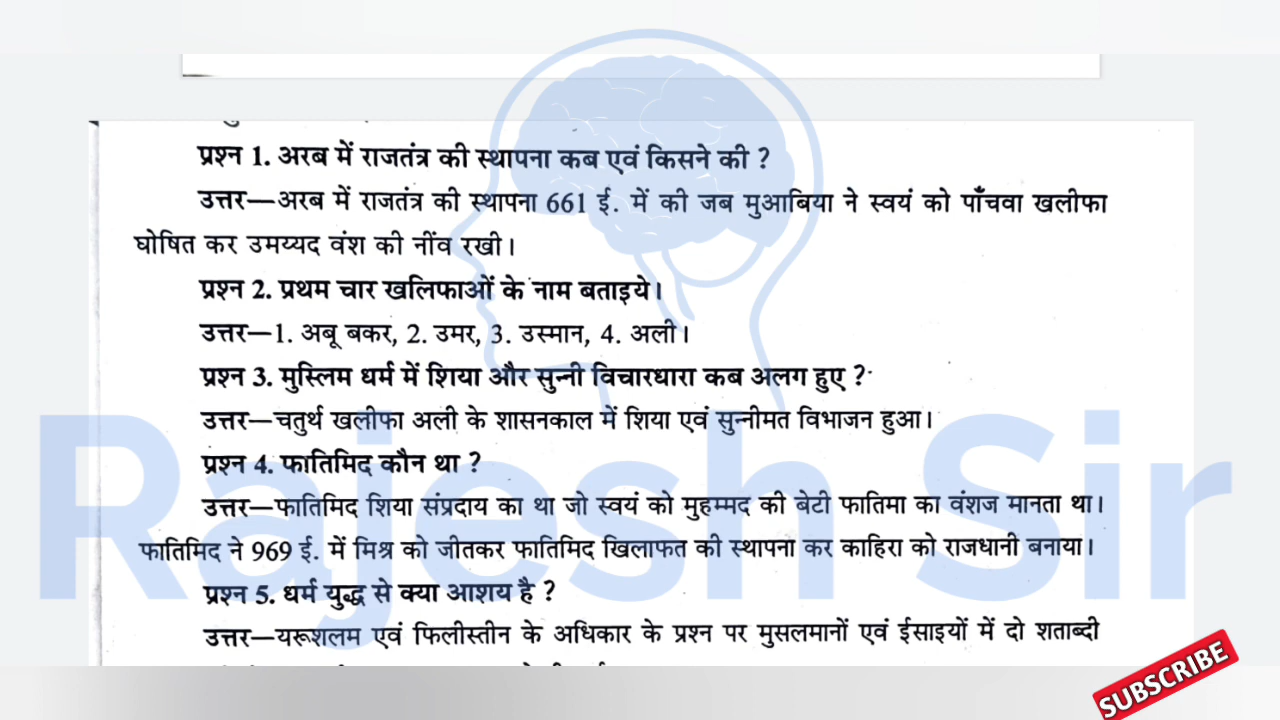 प्रश्न 1. अरब में राजतंत्र की स्थापना कब एवं किसने की ?
उत्तर—अरब में राजतंत्र की स्थापना 661 ई. में की जब मुआबिया ने स्वयं को पाँचवा खलीफा
घोषित कर उमय्यद वंश की नींव रखी।
प्रश्न 2. प्रथम चार खलिफाओं के नाम बताइये।
उत्तर—1. अबू बकर, 2. उमर, 3. उस्मान, 4. अली।
प्रश्न 3. मुस्लिम धर्म में शिया और सुन्नी विचारधारा कब अलग हुए ?
उत्तर—चतुर्थ खलीफा अली के शासनकाल में शिया एवं सुन्नीमत विभाजन हुआ।
प्रश्न 4. फातिमिद कौन था ?
उत्तर—फातिमिद शिया संप्रदाय का था जो स्वयं को मुहम्मद की बेटी फातिमा का वंशज मानता था।
फातिमिद ने 969 ई. में मिश्र को जीतकर फातिमिद खिलाफत की स्थापना कर काहिरा को राजधानी बनाया।
प्रश्न 5. धर्म युद्ध से क्या आशय है ?
उत्तर—यरूशलम एवं फिलीस्तीन के अधिकार के प्रश्न पर मुसलमानों एवं ईसाइयों में दो शताब्दी
Rajesh Sir
SUBSCRIBE